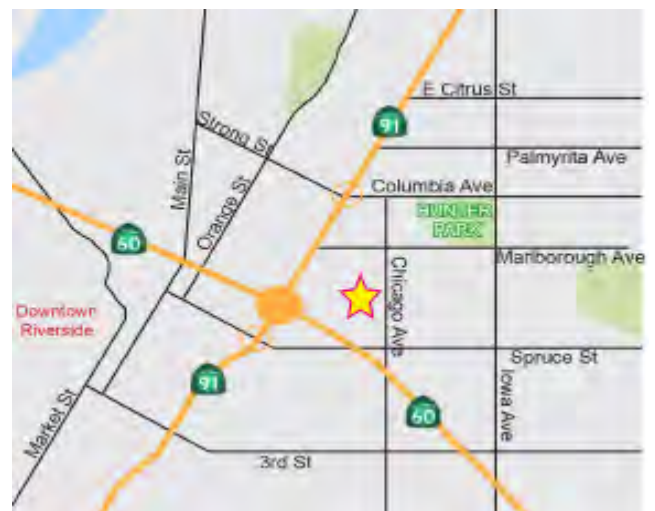 E Citrus St
91
Strong St
Palmyrita Ave
Main St
Columbia Ave
Orange St
HUNTER
PARK
60
Marlborough Ave
Chicago Ave
Downtown
Riverside
Spruce St
91
60
Iowa Ave
Market St
3rd St